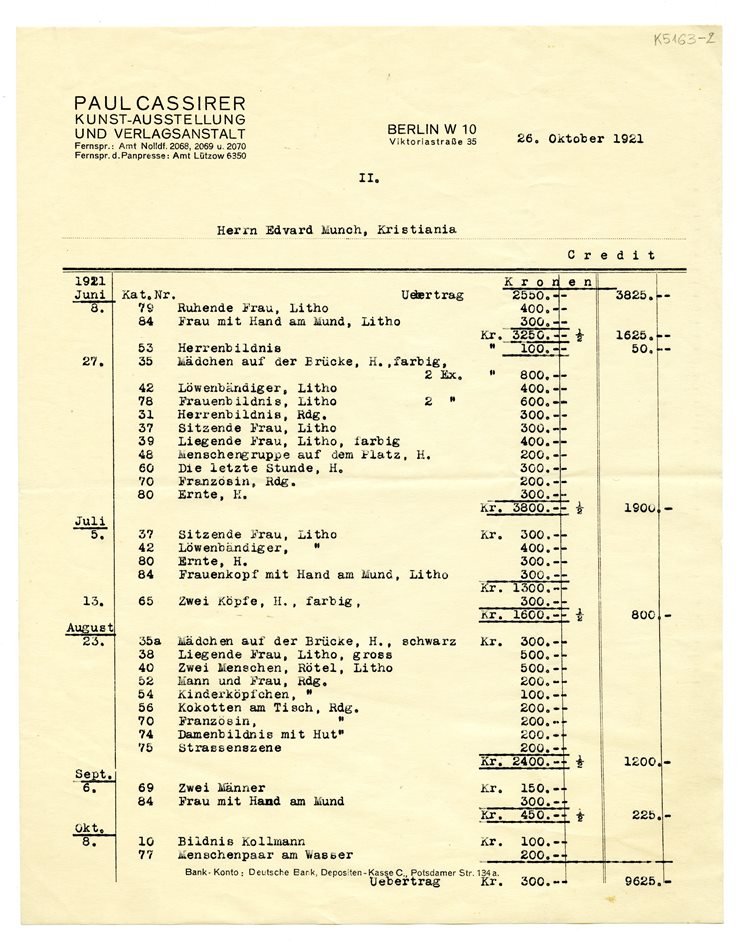 K5163-2
PAUL CASSIRER
KUNST-AUSSTELLUNG
UND VERLAGSANSTALT
Fernspr.: Amt Nolldf. 2068, 2069 u. 2070
Fernspr. d. Panpresse: Amt Lützow 6350
BERLIN W 10
Viktoriastraße 35
26. Oktober 1921
II.
Herrn Edvard Munch, Kristiania
Credit
1921 Kronen
Juni Kat.Nr. Uebertrag 2550.-- 3825.--
8. 79 Ruhende Frau, Litho 400.--
84 Frau mit Hand am Mund, Litho 300.--
Kr. 3250.-- ½ 1625.--
53 Herrenbildnis " 100.-- 50.--
27. 35 Mädchen auf der Brücke, H.,farbig,
2 Ex. " 800.--
42 Löwenbändiger, Litho 400.--
78 Frauenbildnis, Litho 2 " 600.--
31 Herrenbildnis, Rdg. 300.--
37 Sitzende Frau, Litho 300.--
39 Liegende Frau, Litho, farbig 400.--
48 Menschengruppe auf dem Platz, H. 200.--
60 Die letzte Stunde, H. 300.--
70 Französin, Rdg. 200.--
80 Ernte, H. 300.--
Kr. 3800.-- ½ 1900.-
Juli
5. 37 Sitzende Frau, Litho Kr. 300.--
42 Löwenbändiger, " 400.--
80 Ernte, H. 300.--
84 Frauenkopf mit Hand am Mund, Litho 300.--
Kr. 1300.--
13. 65 Zwei Köpfe, H., farbig, 300.--
Kr. 1600.-- ½ 800.-
August
23. 35a Mädchen auf der Brücke, H., schwarz Kr. 300.--
38 Liegende Frau, Litho, gross 500.--
40 Zwei Menschen, Rötel, Litho 500.--
52 Mann und Frau, Rdg. 200.--
54 Kinderköpfchen, " 100.--
56 Kokotten am Tisch, Rdg. 200.--
70 Französin, " 200.--
74 Damenbildnis mit Hut" 200.--
75 Strassenszene 200.--
Kr. 2400.-- ½ 1200.-
Sept.
6. 69 Zwei Männer Kr. 150.--
84 Frau mit Hand am Mund 300.--
Kr. 450.-- ½ 225.-
Okt.
8. 10 Bildnis Kollmann Kr. 100.--
77 Menschenpaar am Wasser 200.--
Bank-Konto: Deutsche Bank, Depositen-Kasse C., Potsdamer Str. 134a.
Uebertrag Kr. 300.-- 9625.-